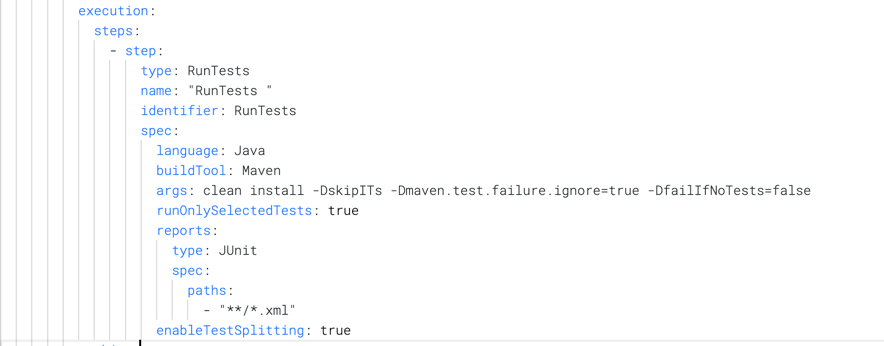 execution:
steps:
- step:
type: RunTests
name: "RunTests "
identifier: RunTests
spec:
language: Java
buildTool: Maven
args: clean install -DskipITs -Dmaven.test.failure.ignore=true -DfailIfNoTests=false
runOnlySelectedTests: true
reports:
type: JUnit
spec:
paths:
- "**/*.xml"
enableTestSplitting: true